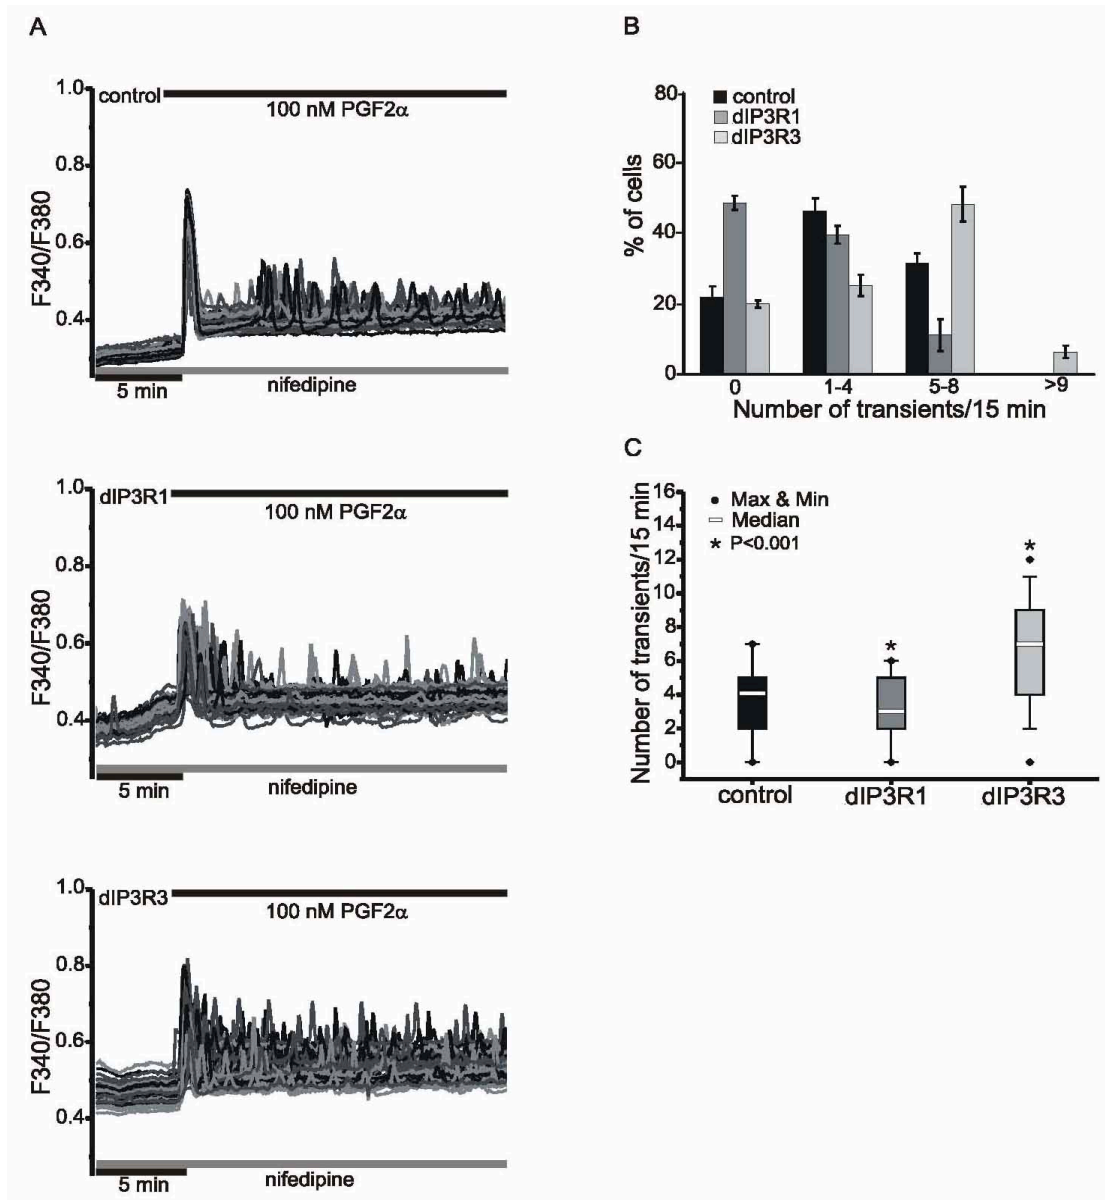 A
1.0
control
100 nM PGF2α
0.8
0.6
0.4
F340/F380
nifedipine
5 min
1.0
dIP3R1
100 nM PGF2α
0.8
0.6
0.4
F340/F380
nifedipine
5 min
1.0
dIP3R3
100 nM PGF2α
0.8
0.6
0.4
F340/F380
nifedipine
5 min
B
80
60
40
20
0
% of cells
control
dIP3R1
dIP3R3
0 1-4 5-8 >9
Number of transients/15 min
C
16
14
12
10
8
6
4
2
0
Number of transients/15 min
Max & Min
Median
* P<0.001
*
*
control dIP3R1 dIP3R3